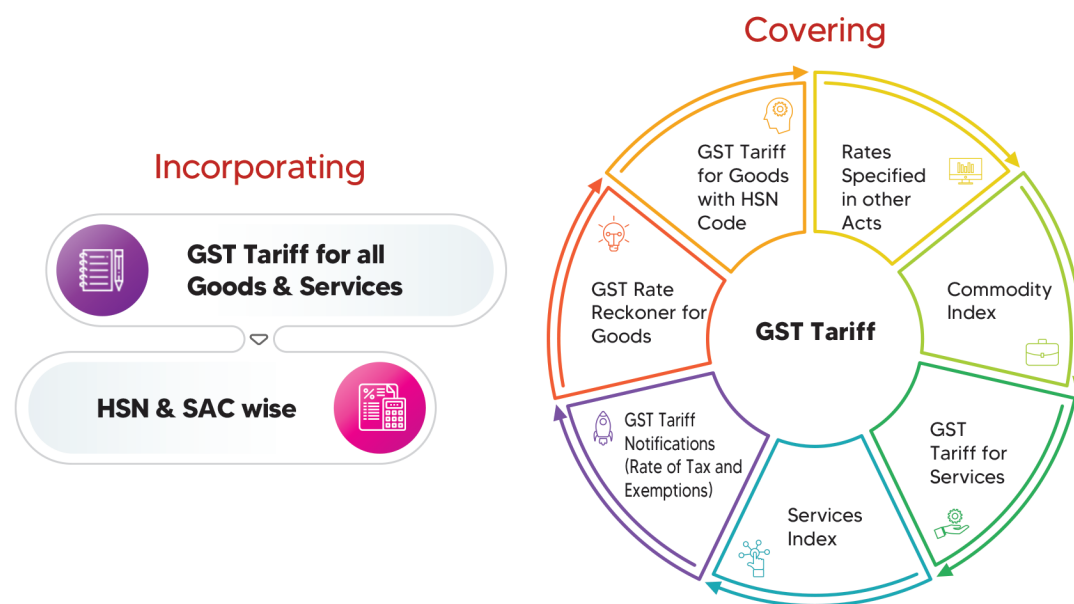 Incorporating
GST Tariff for all
Goods & Services
HSN & SAC wise
Covering
GST Tariff
for Goods
with HSN
Code
Rates
Specified
in other
Acts
Commodity
Index
GST
Tariff for
Services
Services
Index
GST Tariff
Notifications
(Rate of Tax and
Exemptions)
GST Rate
Reckoner for
Goods
GST Tariff